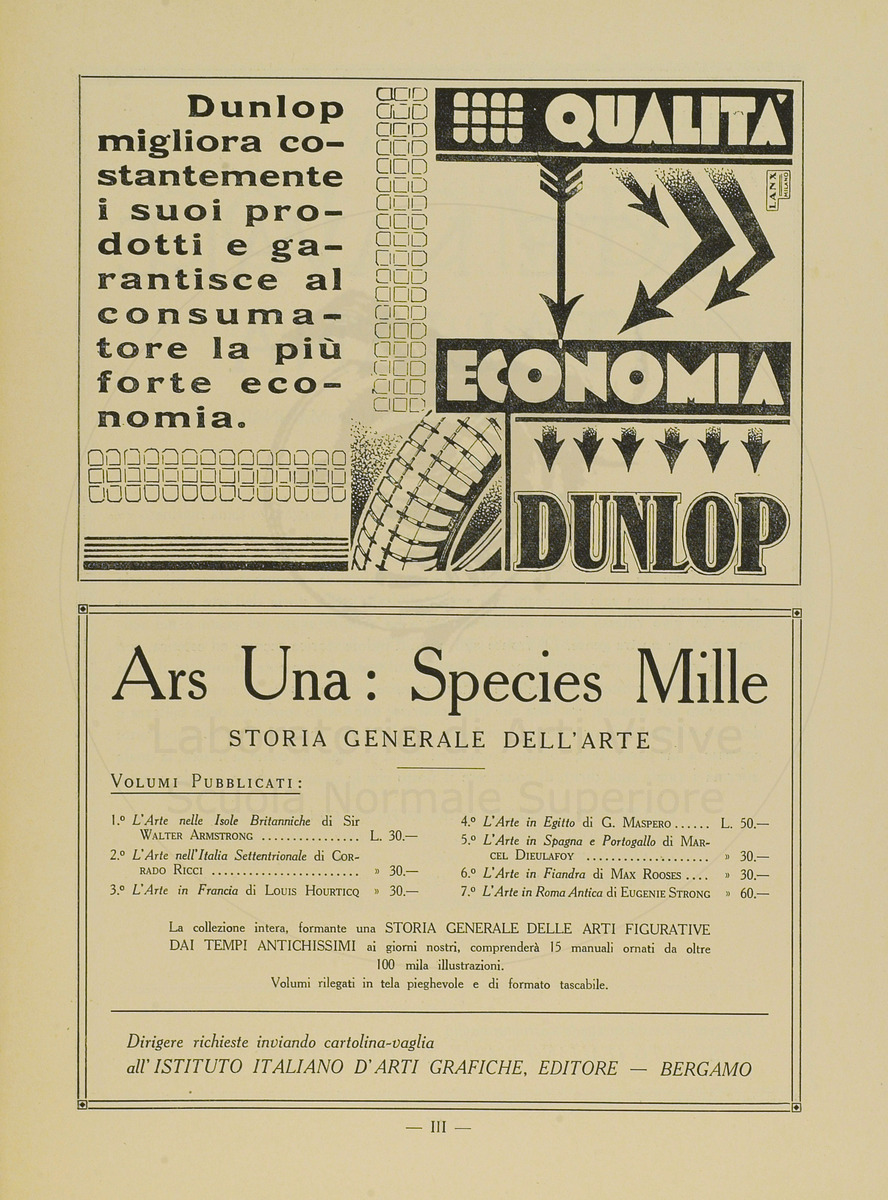 Dunlop
migliora co-
stantemente
i suoi pro-
dotti e ga-
rantisce al
consuma-
tore la più
forte eco-
nomia.
QUALITÀ
LANX
MILANO
ECONOMIA
DUNLOP
Ars Una: Species Mille
STORIA GENERALE DELL'ARTE
VOLUMI PUBBLICATI:
1.º L'Arte nelle Isole Britanniche di Sir
WALTER ARMSTRONG ................ L. 30.—
2.º L'Arte nell'Italia Settentrionale di COR-
RADO RICCI ....................... » 30.—
3.º L'Arte in Francia di LOUIS HOURTICQ » 30.—
4.º L'Arte in Egitto di G. MASPERO ...... L. 50.—
5.º L'Arte in Spagna e Portogallo di MAR-
CEL DIEULAFOY .................... » 30.—
6.º L'Arte in Fiandra di MAX ROOSES .... » 30.—
7.º L'Arte in Roma Antica di EUGENIE STRONG » 60.—
La collezione intera, formante una STORIA GENERALE DELLE ARTI FIGURATIVE
DAI TEMPI ANTICHISSIMI ai giorni nostri, comprenderà 15 manuali ornati da oltre
100 mila illustrazioni.
Volumi rilegati in tela pieghevole e di formato tascabile.
Dirigere richieste inviando cartolina-vaglia
all'ISTITUTO ITALIANO D'ARTI GRAFICHE, EDITORE — BERGAMO
— III —
Laboratorio di Arti Visive
Scuola Normale Superiore